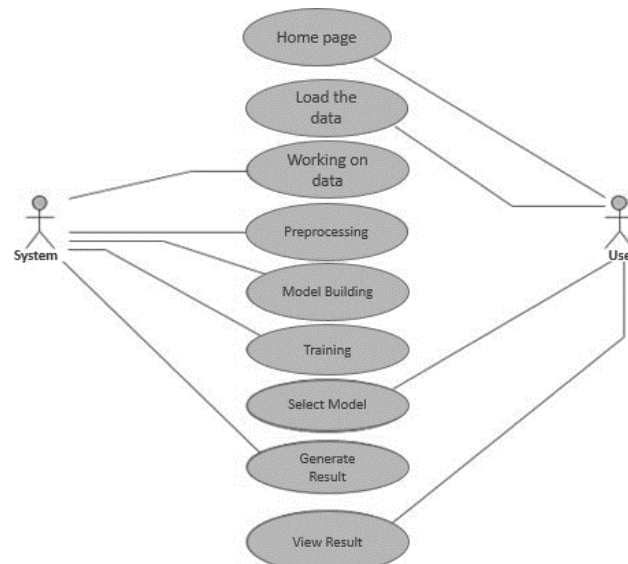 Home page
Load the
data
Working on
data
System
Use
Preprocessing
Model Building
Training
Select Model
Generate
Result
View Result